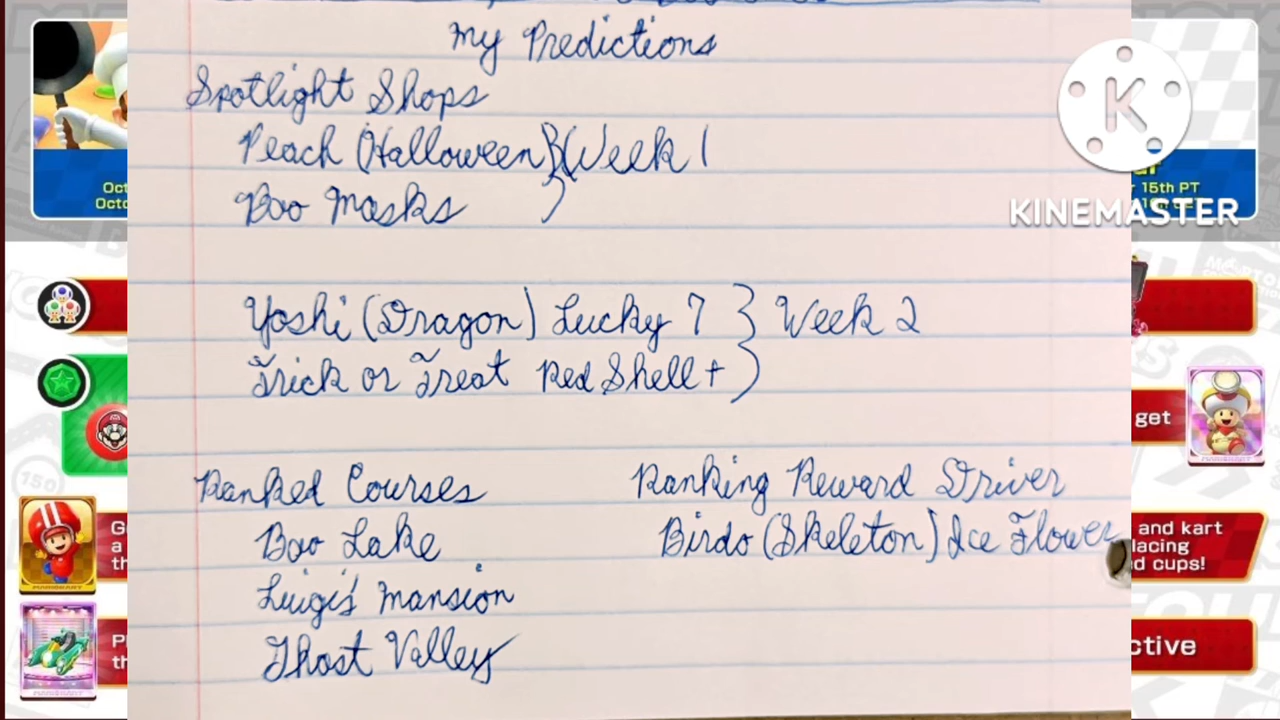 My Predictions
Spotlight Shops
Peach (Halloween) Week 1
Boo Masks
Yoshi (Dragon) Lucky 7 Week 2
Trick or Treat Red Shell +
Ranked Courses
Boo Lake
Luigi's Mansion
Ghost Valley
Ranking Reward Driver
Birdo (Skeleton) Ice Flower
K
KINEMASTER
15th PT
get
and kart
d cups!
MARIOKART
150